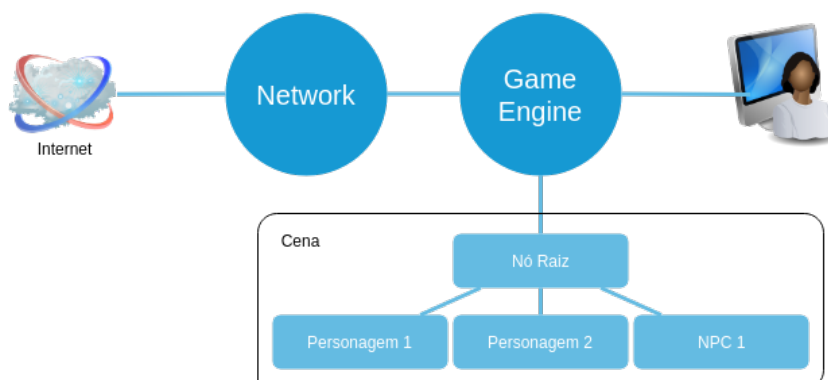 Network
Game
Engine
Internet
Cena
Nó Raiz
Personagem 1
Personagem 2
NPC 1